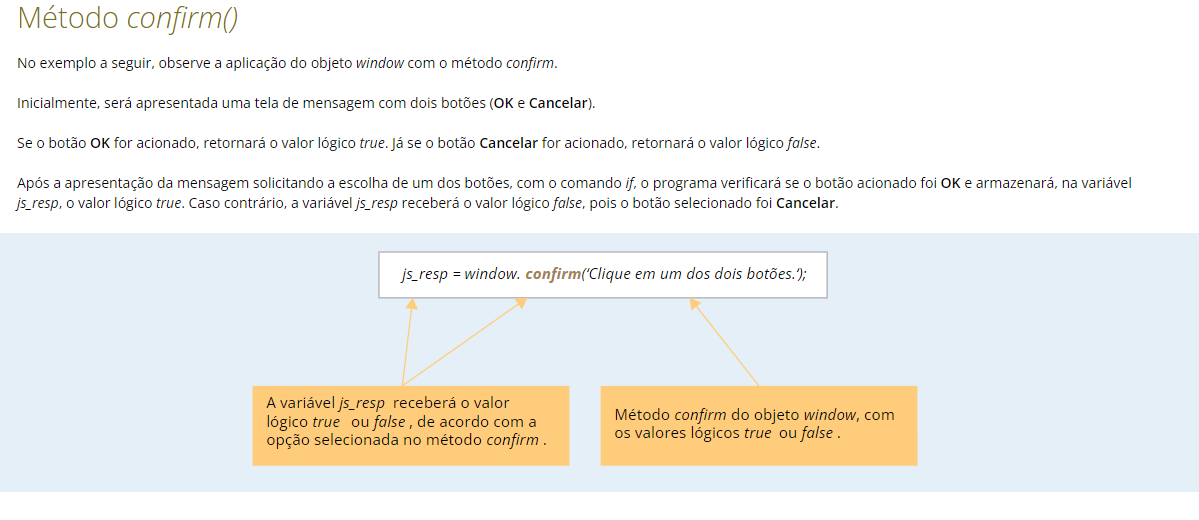 Método confirm()
No exemplo a seguir, observe a aplicação do objeto window com o método confirm.
Inicialmente, será apresentada uma tela de mensagem com dois botões (OK e Cancelar).
Se o botão OK for acionado, retornará o valor lógico true. Já se o botão Cancelar for acionado, retornará o valor lógico false.
Após a apresentação da mensagem solicitando a escolha de um dos botões, com o comando if, o programa verificará se o botão acionado foi OK e armazenará, na variável
js_resp, o valor lógico true. Caso contrário, a variável js_resp receberá o valor lógico false, pois o botão selecionado foi Cancelar.
js_resp = window. confirm(‘Clique em um dos dois botões.’);
A variável js_resp receberá o valor
lógico true ou false , de acordo com a
opção selecionada no método confirm .
Método confirm do objeto window, com
os valores lógicos true ou false .